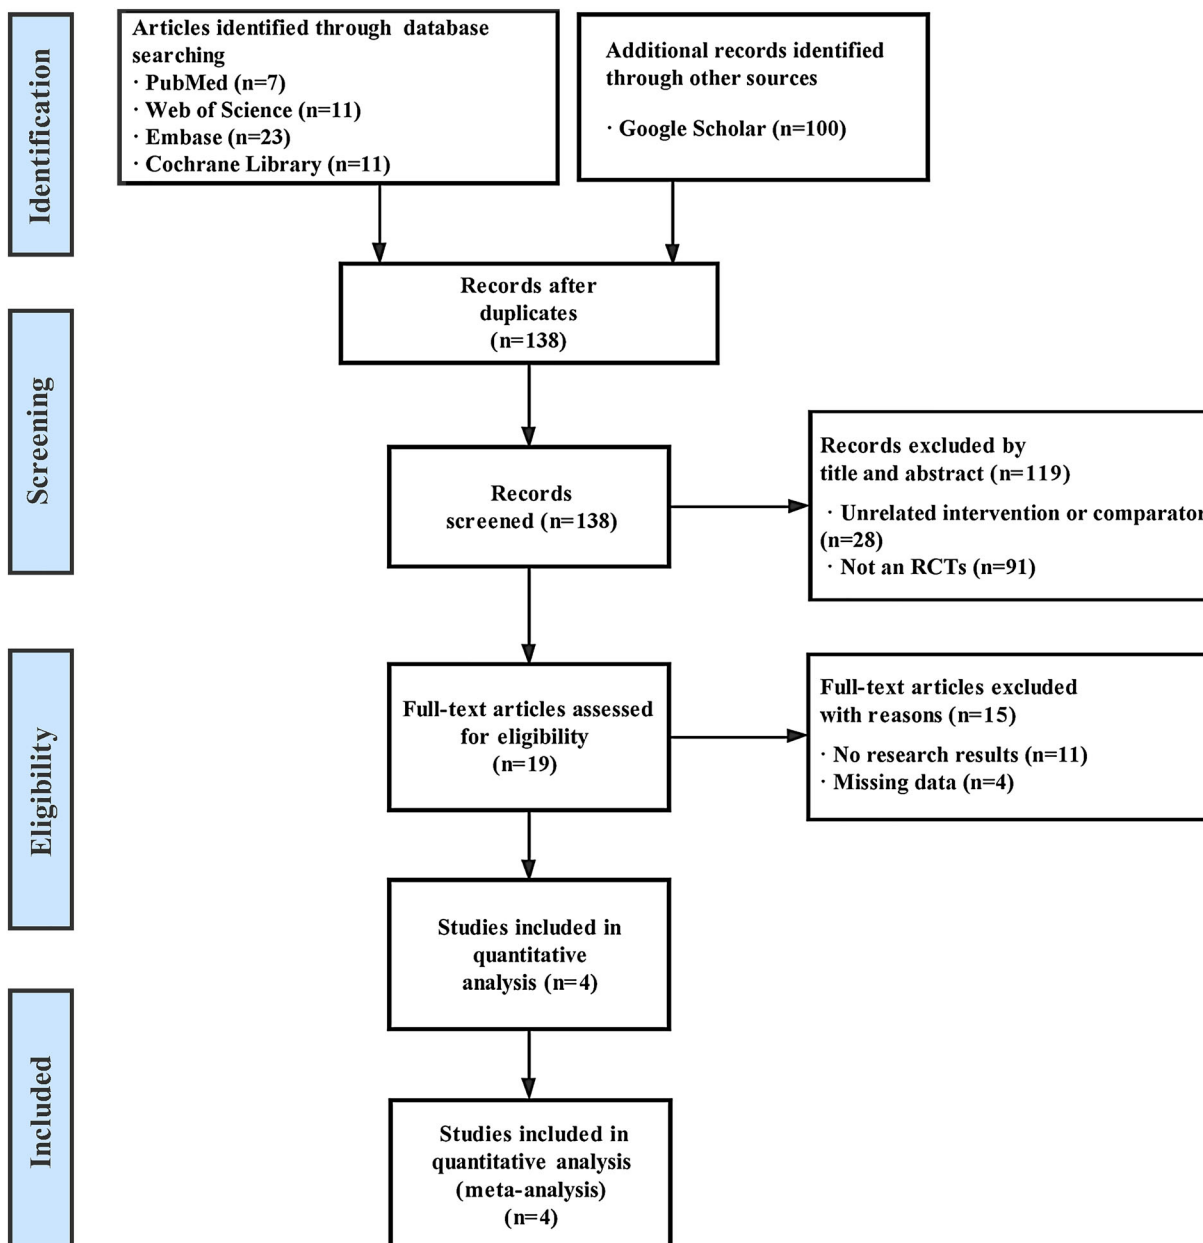 Identification
Articles identified through database
searching
· PubMed (n=7)
· Web of Science (n=11)
· Embase (n=23)
· Cochrane Library (n=11)
Additional records identified
through other sources
· Google Scholar (n=100)
Records after
duplicates
(n=138)
Screening
Records
screened (n=138)
Records excluded by
title and abstract (n=119)
· Unrelated intervention or comparator
(n=28)
· Not an RCTs (n=91)
Eligibility
Full-text articles assessed
for eligibility
(n=19)
Full-text articles excluded
with reasons (n=15)
· No research results (n=11)
· Missing data (n=4)
Studies included in
quantitative
analysis (n=4)
Included
Studies included in
quantitative analysis
(meta-analysis)
(n=4)